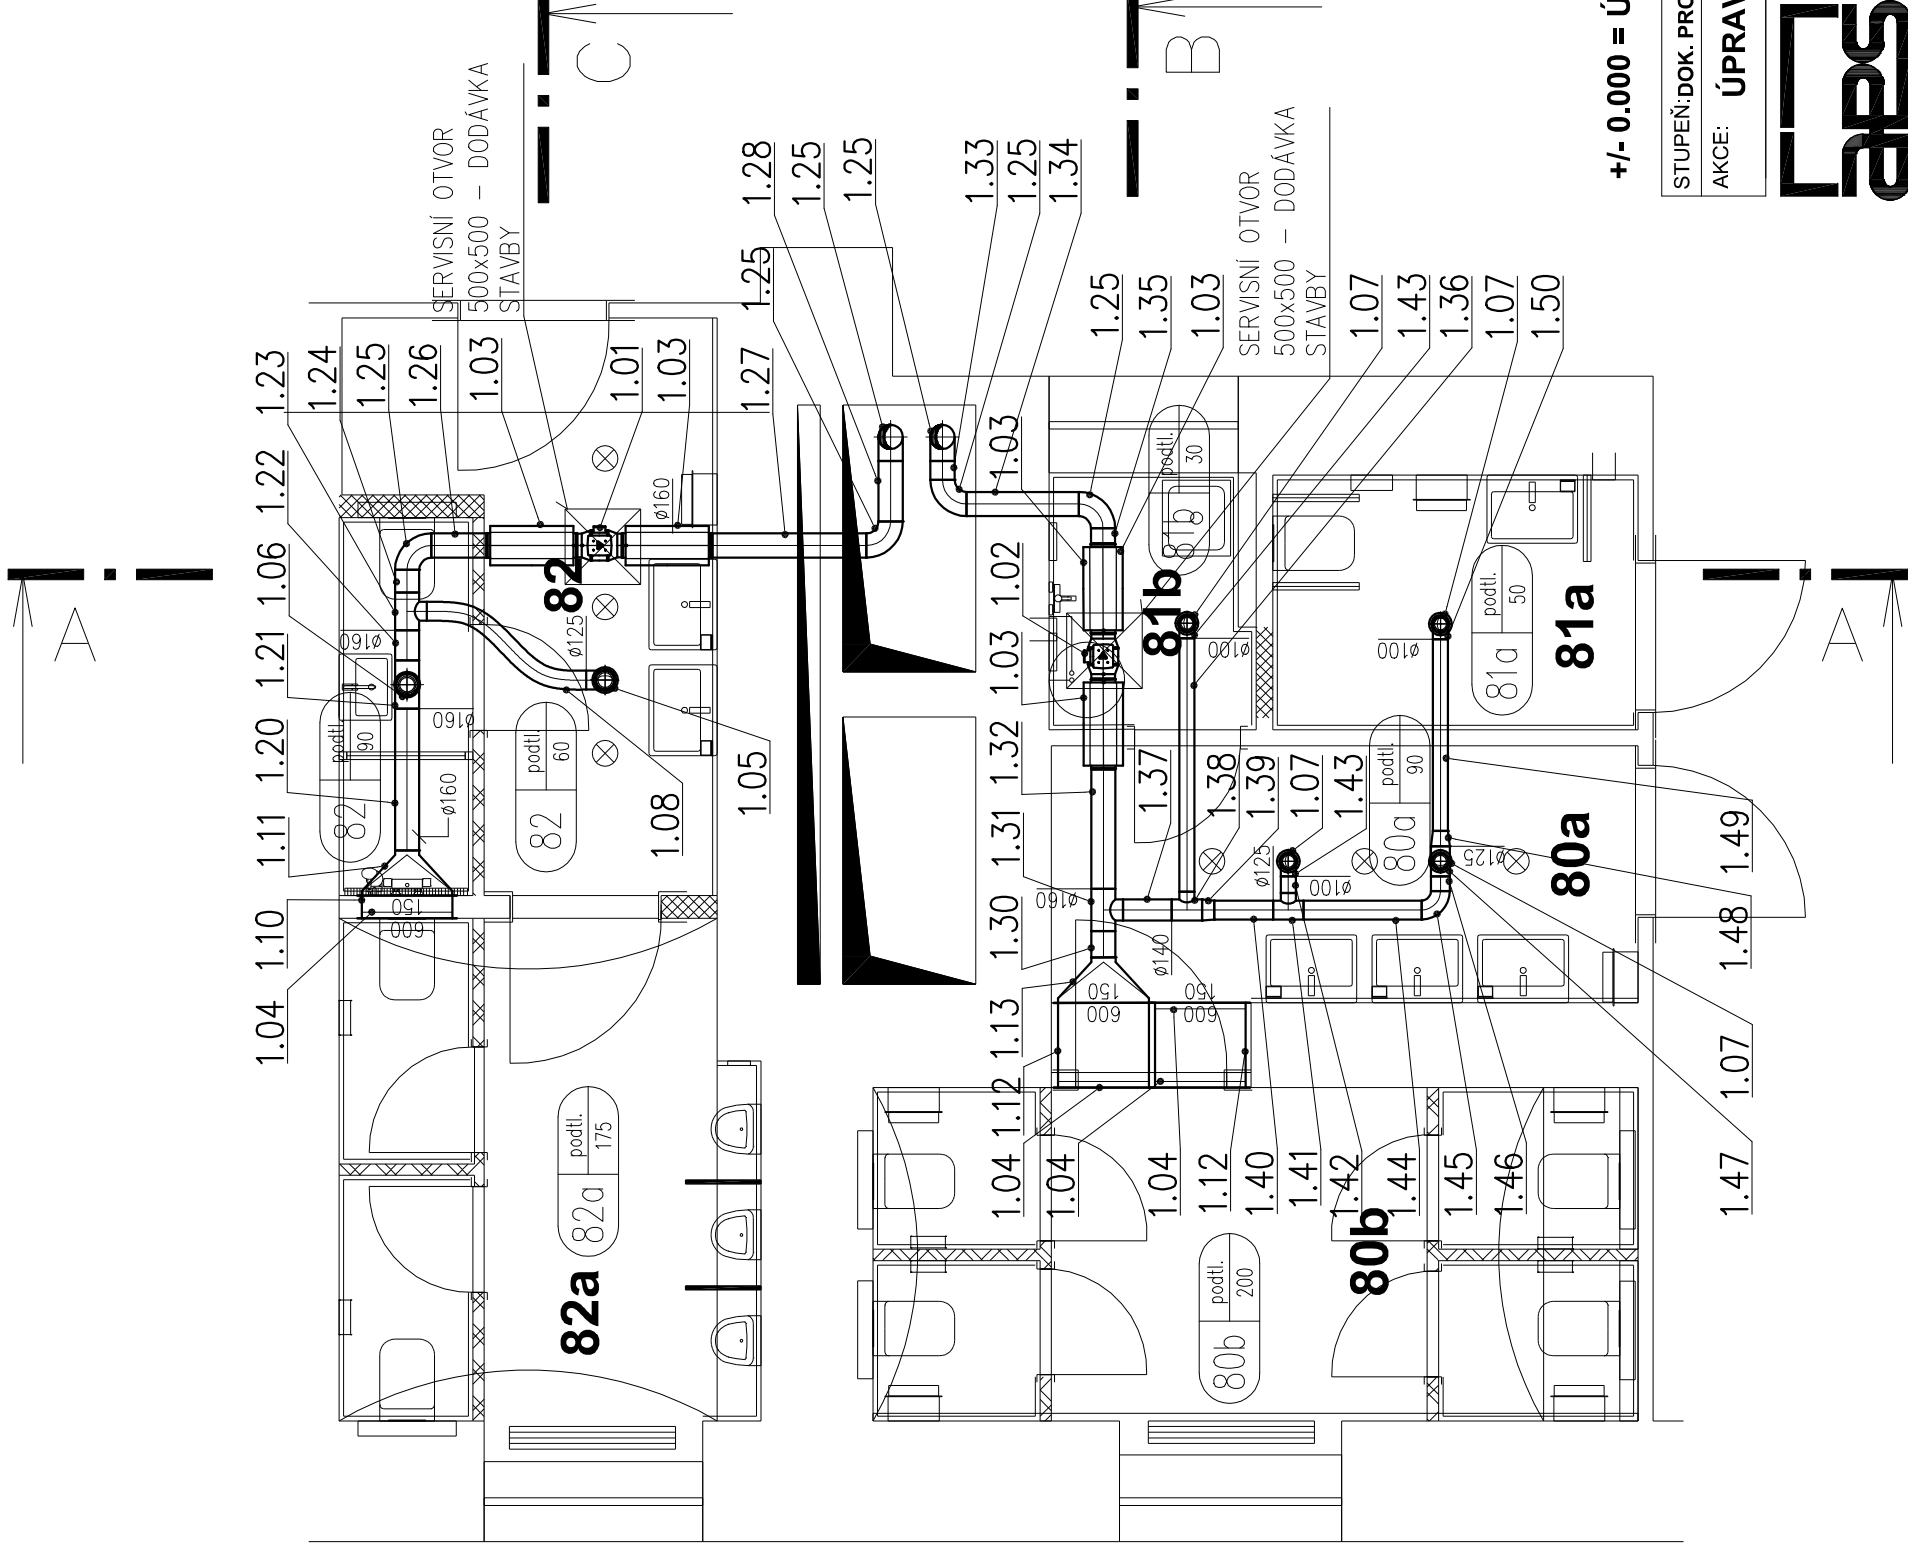 C
B
+/- 0.000 = Ú
STUPEŇ:DOK. PRO
AKCE:
ÚPRAV
SERVISNÍ OTVOR
500x500 – DODÁVKA
STAVBY
1.28
1.25
1.25
1.33
1.25
1.34
1.25
1.23
1.24
1.25
1.26
1.03
1.01
1.03
1.27
1.25
1.35
1.03
SERVISNÍ OTVOR
500x500 – DODÁVKA
STAVBY
1.07
1.43
1.36
1.07
1.50
1.22
1.06
1.21
1.20
1.11
1.10
1.04
A
A
ø160
ø160
ø160
ø160
ø125
82
podtl.
90
82
82
podtl.
60
1.08
1.05
150
600
1.03
1.02
1.03
1.32
1.31
1.30
1.13
1.12
1.04
1.04
81b
podtl.
30
81b
ø100
ø100
81a
podtl.
50
81a
1.37
1.38
1.39
1.07
1.43
80a
podtl.
90
80a
ø160
ø140
ø125
ø100
ø125
150
600
150
600
1.49
1.48
1.07
1.47
1.04
1.12
1.40
1.41
1.42
1.44
1.45
1.46
82a
podtl.
175
82a
80b
podtl.
200
80b